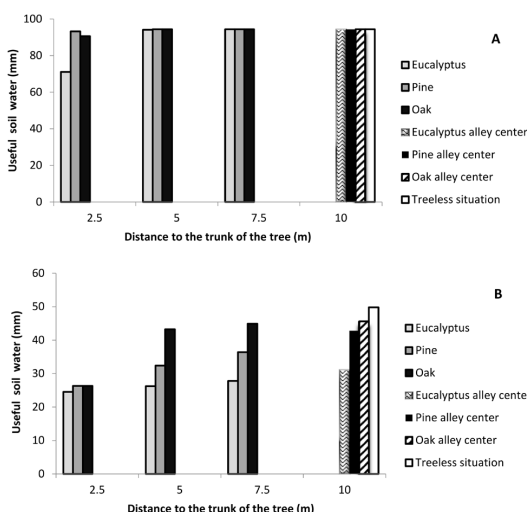 A
Useful soil water (mm)
100
80
60
40
20
0
2.5 5 7.5 10
Distance to the trunk of the tree (m)
Eucalyptus
Pine
Oak
Eucalyptus alley center
Pine alley center
Oak alley center
Treeless situation
B
Useful soil water (mm)
60
50
40
30
20
10
0
2.5 5 7.5 10
Distance to the trunk of the tree (m)
Eucalyptus
Pine
Oak
Eucalyptus alley center
Pine alley center
Oak alley center
Treeless situation